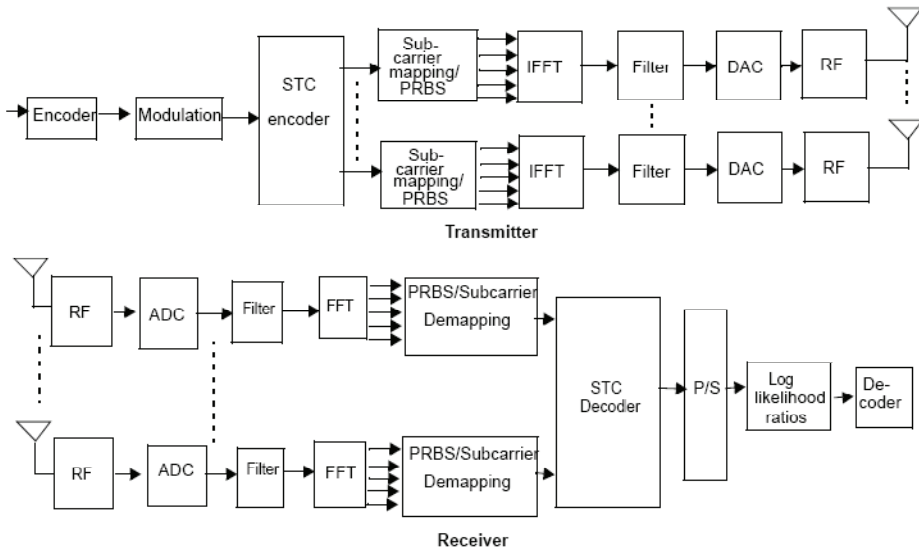 Encoder
Modulation
STC
encoder
Sub-
carrier
mapping/
PRBS
IFFT
Filter
DAC
RF
Sub-
carrier
mapping/
PRBS
IFFT
Filter
DAC
RF
Transmitter
RF
ADC
Filter
FFT
PRBS/Subcarrier
Demapping
RF
ADC
Filter
FFT
PRBS/Subcarrier
Demapping
STC
Decoder
P/S
Log
likelihood
ratios
De-
coder
Receiver